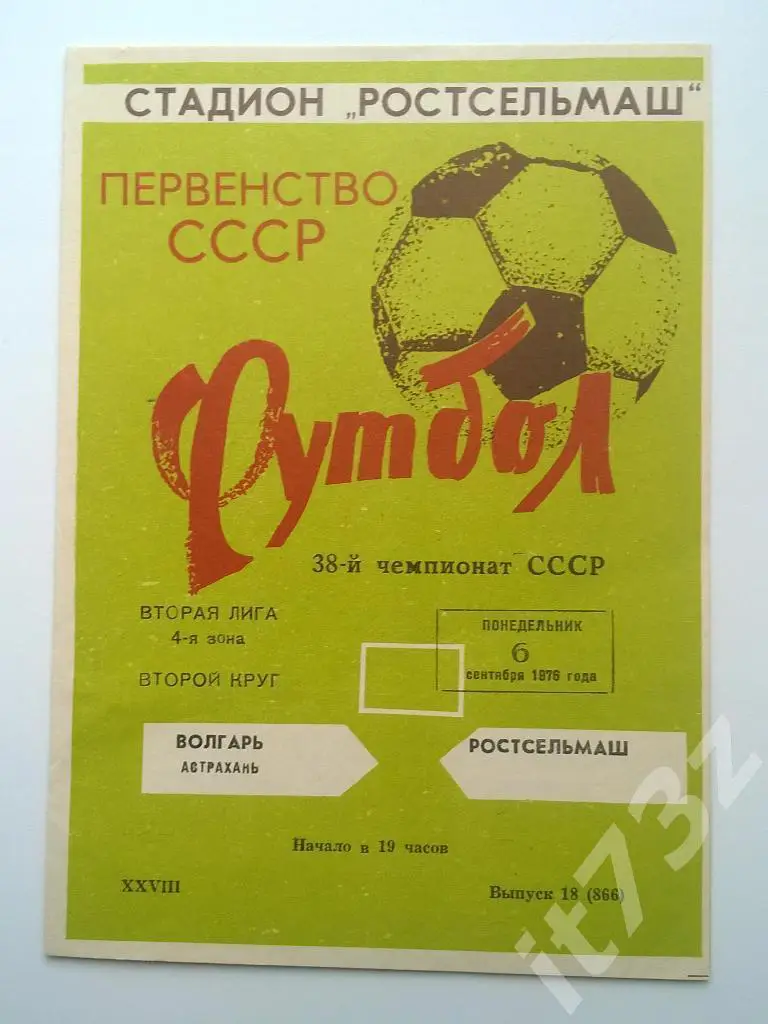 СТАДИОН „РОСТСЕЛЬМАШ“
ПЕРВЕНСТВО
СССР
Футбол
38-й чемпионат СССР
ВТОРАЯ ЛИГА
4-я зона
ВТОРОЙ КРУГ
ПОНЕДЕЛЬНИК
6
сентября 1976 года
ВОЛГАРЬ
АСТРАХАНЬ
РОСТСЕЛЬМАШ
Начало в 19 часов
XXVIII
Выпуск 18 (866)
it73z